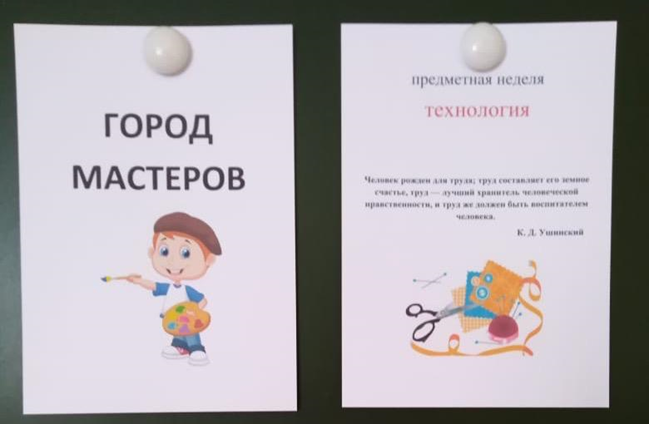 ГОРОД
МАСТЕРОВ
предметная неделя
технология
Человек рожден для труда; труд составляет его земное
счастье, труд — лучший хранитель человеческой
нравственности, и труд же должен быть воспитателем
человека.
К. Д. Ушинский